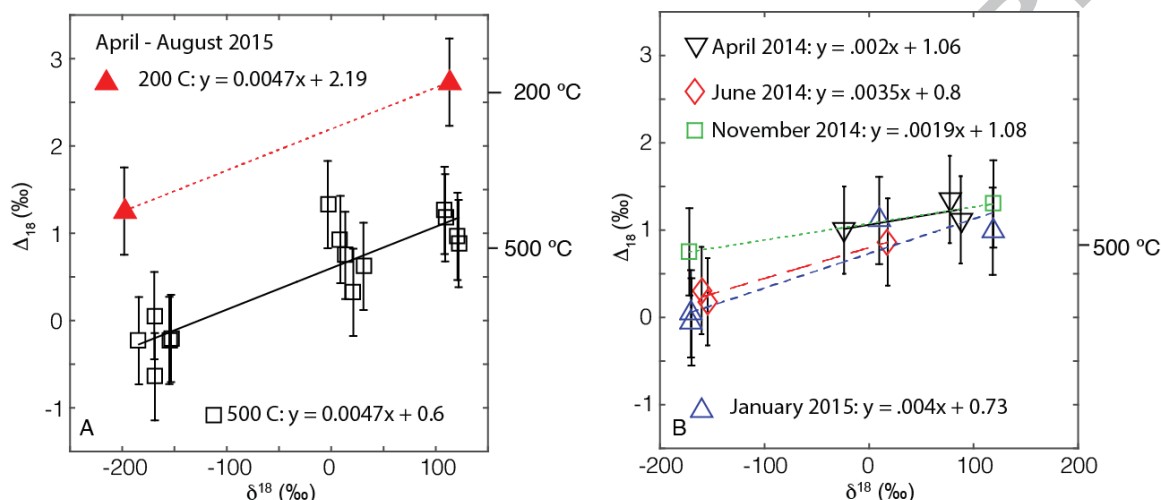 April - August 2015
200 C: y = 0.0047x + 2.19
3
2
1
0
-1
Δ18 (‰)
200 ºC
500 ºC
500 C: y = 0.0047x + 0.6
A
-200
-100
0
100
δ18 (‰)
April 2014: y = .002x + 1.06
June 2014: y = .0035x + 0.8
November 2014: y = .0019x + 1.08
3
2
1
0
-1
Δ18 (‰)
500 ºC
January 2015: y = .004x + 0.73
B
-200
-100
0
100
200
δ18 (‰)